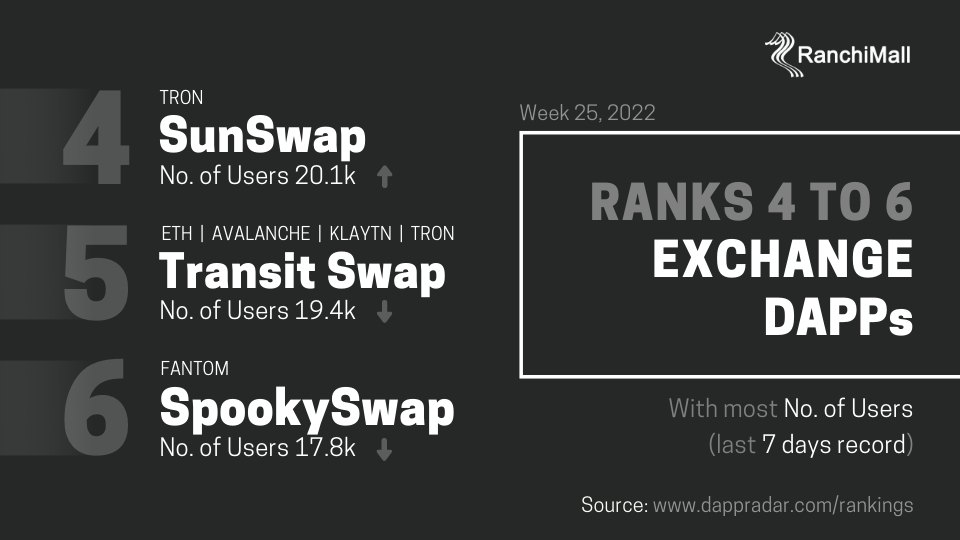 RanchiMall
4
TRON
SunSwap
No. of Users 20.1k
5
ETH | AVALANCHE | KLAYTN | TRON
Transit Swap
No. of Users 19.4k
6
FANTOM
SpookySwap
No. of Users 17.8k
Week 25, 2022
RANKS 4 TO 6
EXCHANGE
DAPPs
With most No. of Users
(last 7 days record)
Source: www.dappradar.com/rankings